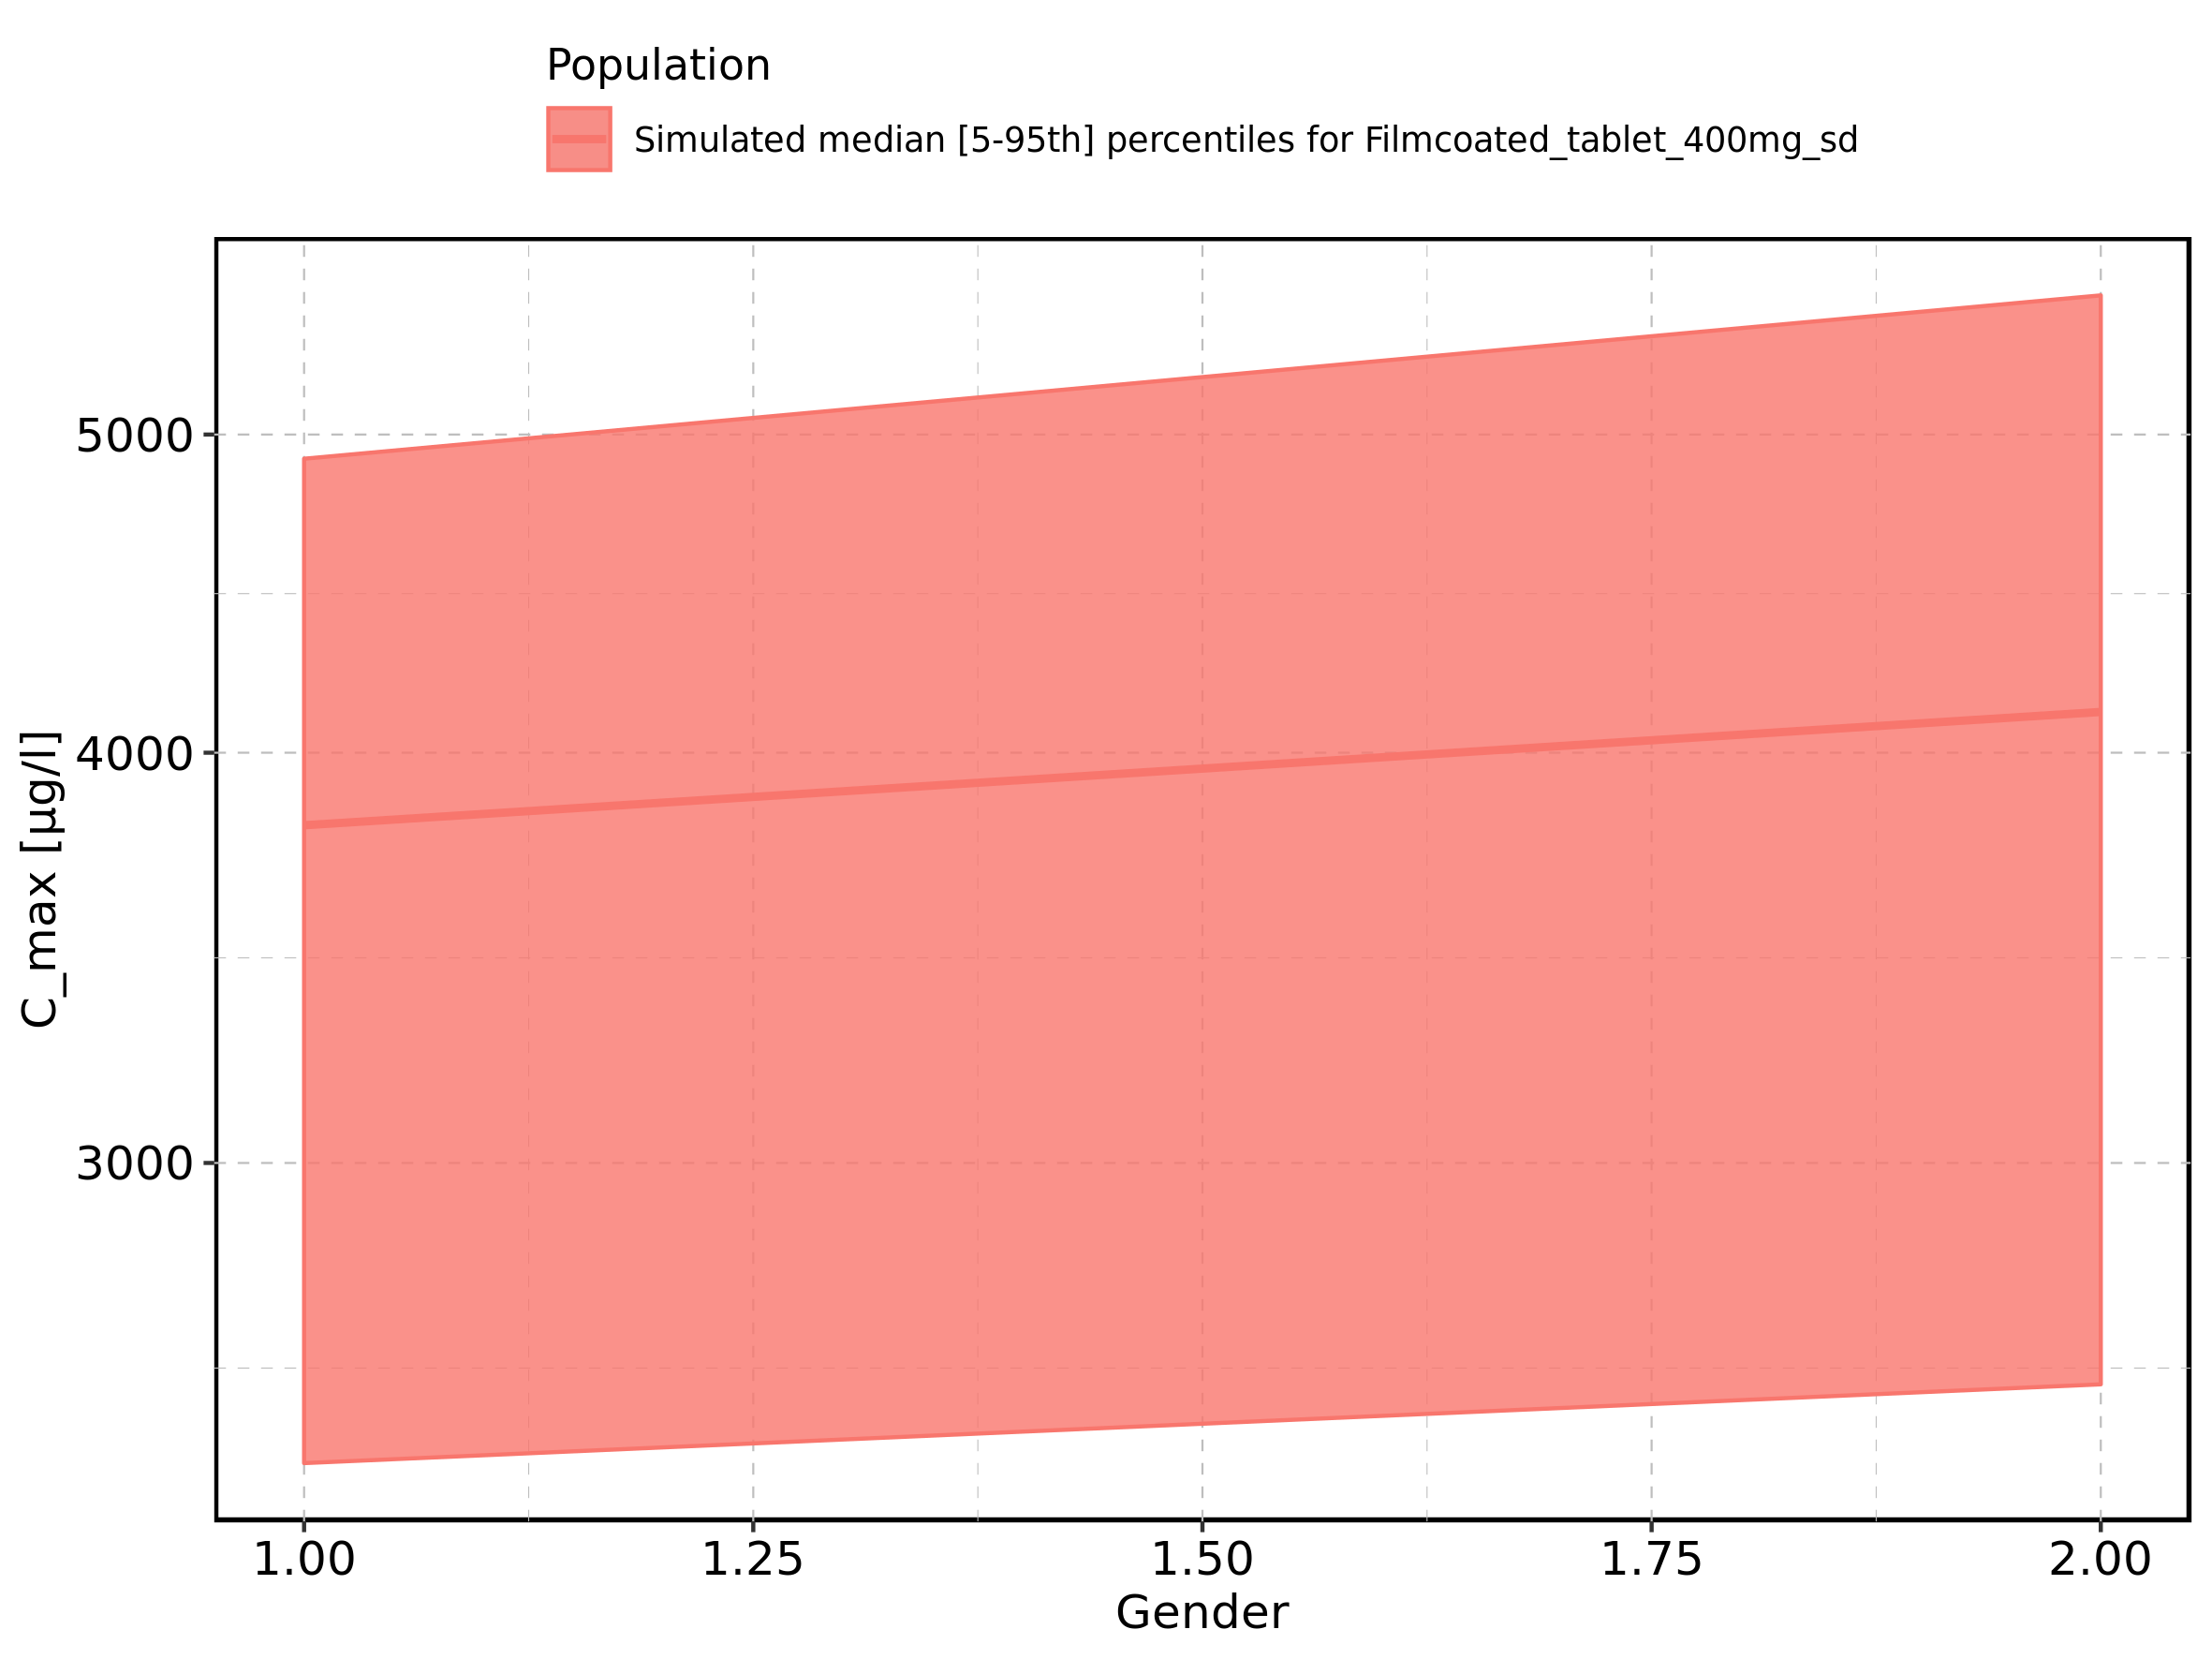 Population
Simulated median [5-95th] percentiles for Filmcoated_tablet_400mg_sd
C_max [µg/l]
5000
4000
3000
1.00 1.25 1.50 1.75 2.00
Gender